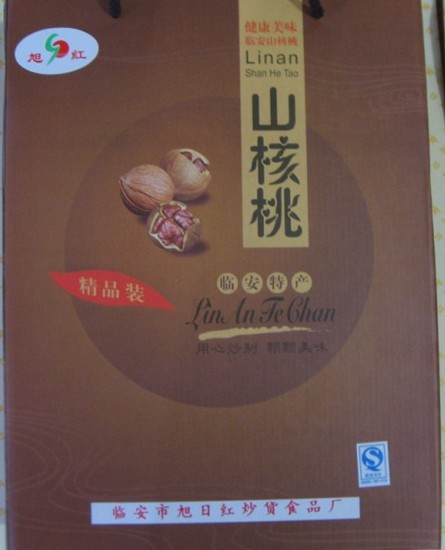 旭 红
健康美味
临安山核桃
Linan
Shan He Tao
山核桃
精品装
临安特产
Lin An Te Chan
用心炒制 颗颗美味
临安市旭日红炒货食品厂